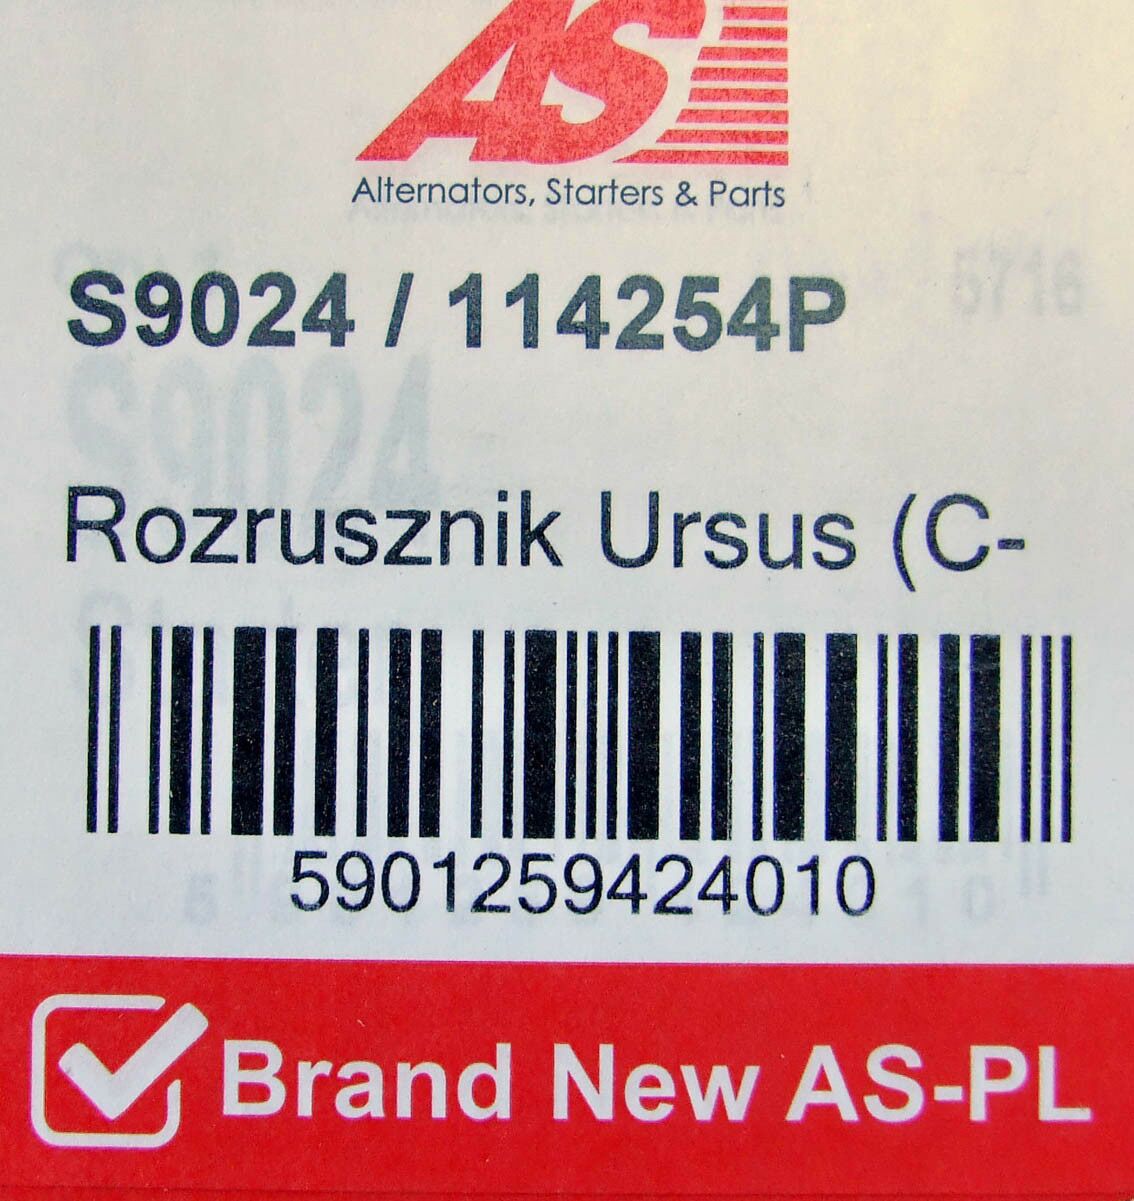 AS
Alternators, Starters & Parts
S9024 / 114254P
Rozrusznik Ursus (C-
5901259424010
Brand New AS-PL